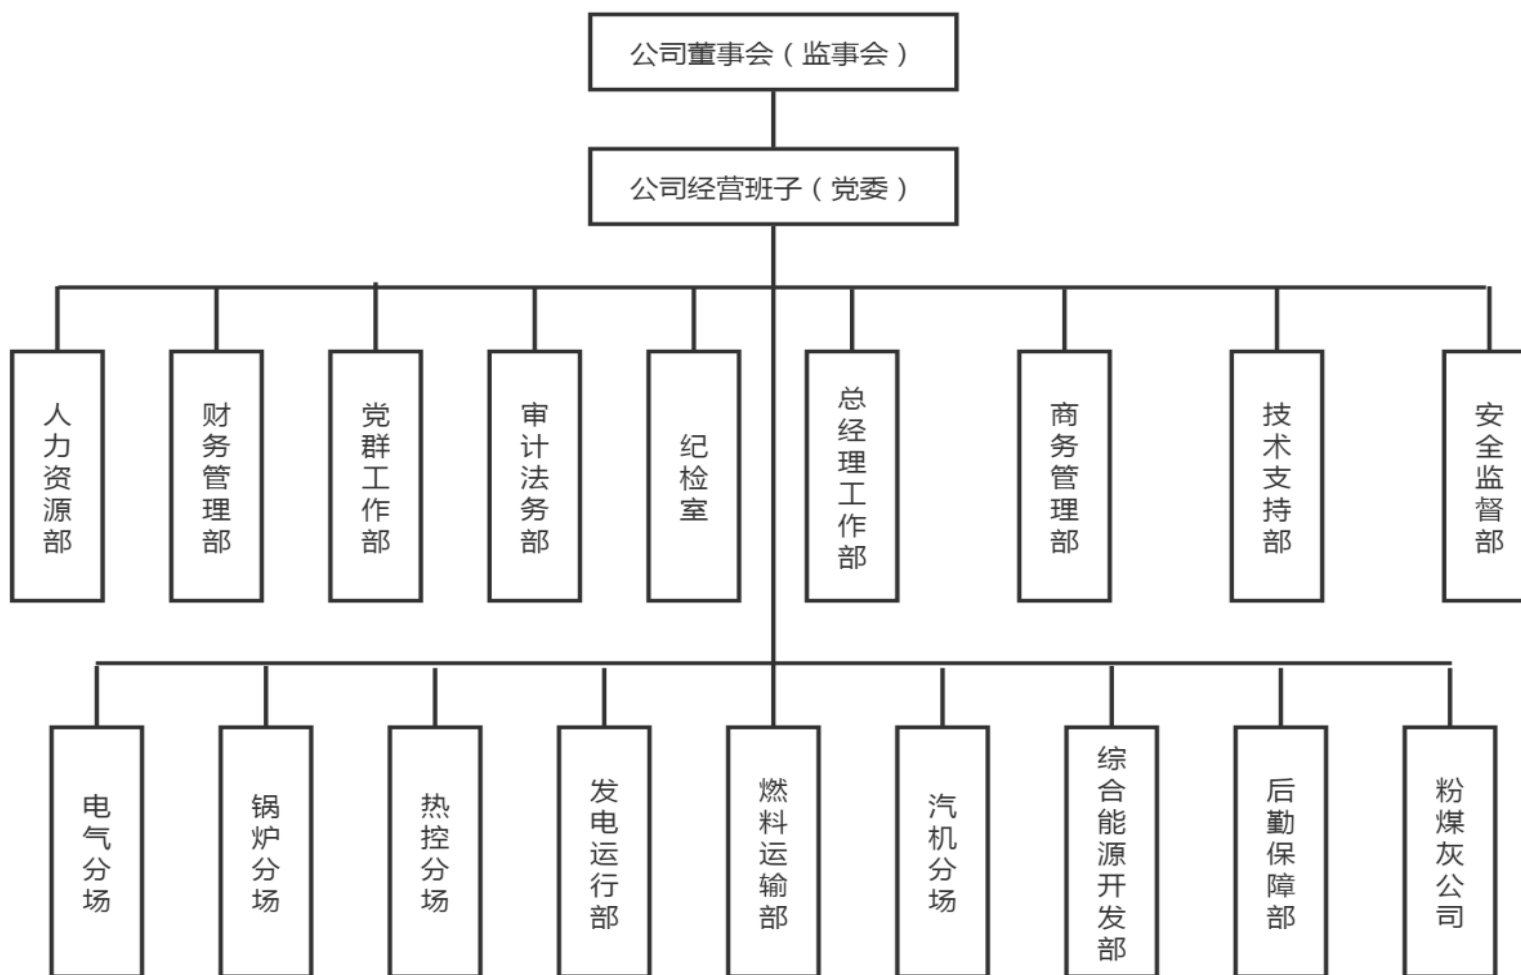 公司董事会（监事会）
公司经营班子（党委）
人力资源部
财务管理部
党群工作部
审计法务部
纪检室
总经理工作部
商务管理部
技术支持部
安全监督部
电气分场
锅炉分场
热控分场
发电运行部
燃料运输部
汽机分场
综合能源开发部
后勤保障部
粉煤灰公司